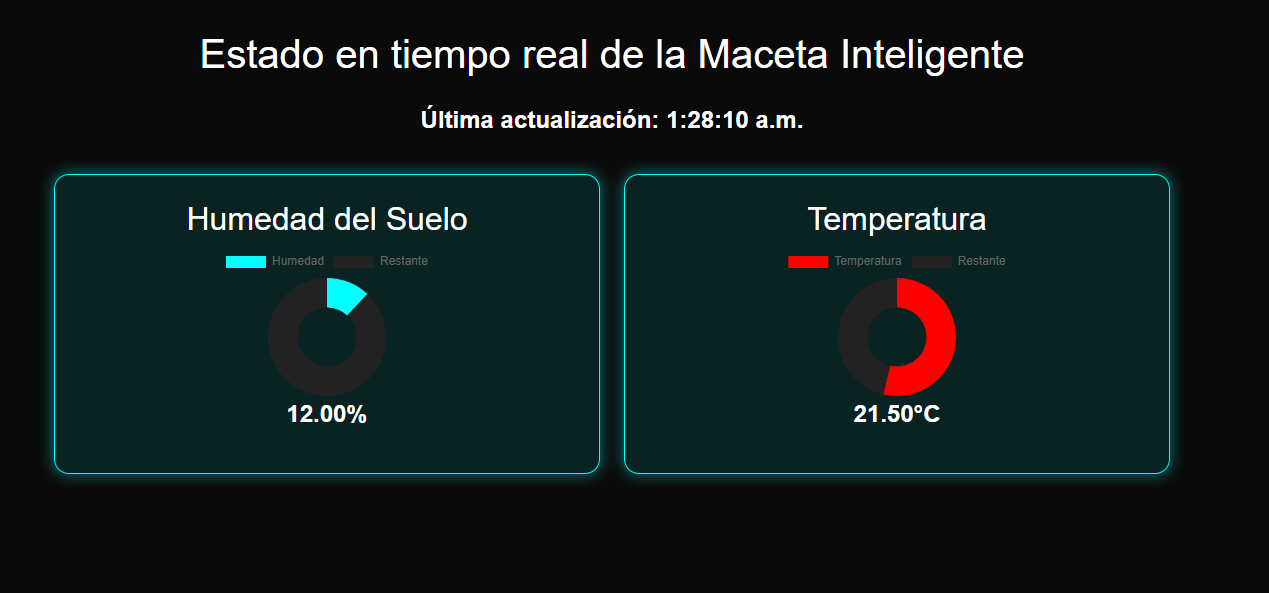 Estado en tiempo real de la Maceta Inteligente
Última actualización: 1:28:10 a.m.
Humedad del Suelo
Humedad Restante
12.00%
Temperatura
Temperatura Restante
21.50°C